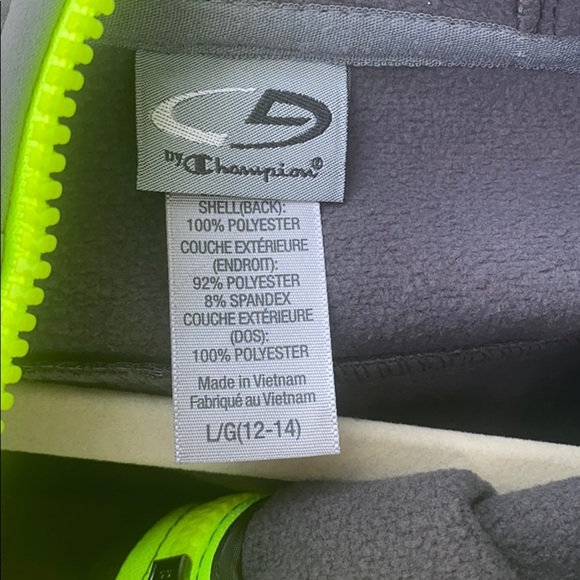 by Champion®
SHELL(BACK):
100% POLYESTER
COUCHE EXTÉRIEURE
(ENDROIT):
92% POLYESTER
8% SPANDEX
COUCHE EXTÉRIEURE
(DOS):
100% POLYESTER
Made in Vietnam
Fabriqué au Vietnam
L/G(12-14)